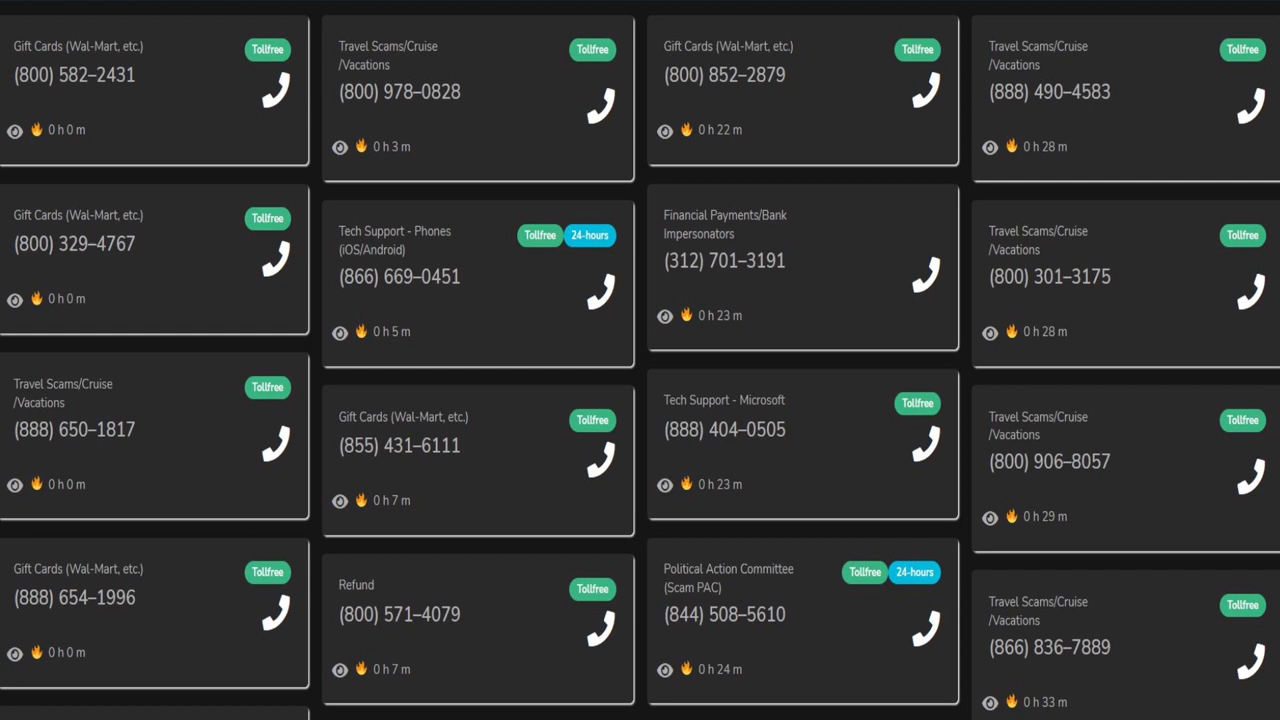 Gift Cards (Wal-Mart, etc.)
Tollfree
(800) 582–2431
0 h 0 m
Gift Cards (Wal-Mart, etc.)
Tollfree
(800) 329–4767
0 h 0 m
Travel Scams/Cruise
/Vacations
Tollfree
(888) 650–1817
0 h 0 m
Gift Cards (Wal-Mart, etc.)
Tollfree
(888) 654–1996
0 h 0 m
Travel Scams/Cruise
/Vacations
Tollfree
(800) 978–0828
0 h 3 m
Tech Support - Phones
(iOS/Android)
Tollfree 24-hours
(866) 669–0451
0 h 5 m
Gift Cards (Wal-Mart, etc.)
Tollfree
(855) 431–6111
0 h 7 m
Refund
Tollfree
(800) 571–4079
0 h 7 m
Gift Cards (Wal-Mart, etc.)
Tollfree
(800) 852–2879
0 h 22 m
Financial Payments/Bank
Impersonators
(312) 701–3191
0 h 23 m
Tech Support - Microsoft
Tollfree
(888) 404–0505
0 h 23 m
Political Action Committee
(Scam PAC)
Tollfree 24-hours
(844) 508–5610
0 h 24 m
Travel Scams/Cruise
/Vacations
Tollfree
(888) 490–4583
0 h 28 m
Travel Scams/Cruise
/Vacations
Tollfree
(800) 301–3175
0 h 28 m
Travel Scams/Cruise
/Vacations
Tollfree
(800) 906–8057
0 h 29 m
Travel Scams/Cruise
/Vacations
Tollfree
(866) 836–7889
0 h 33 m